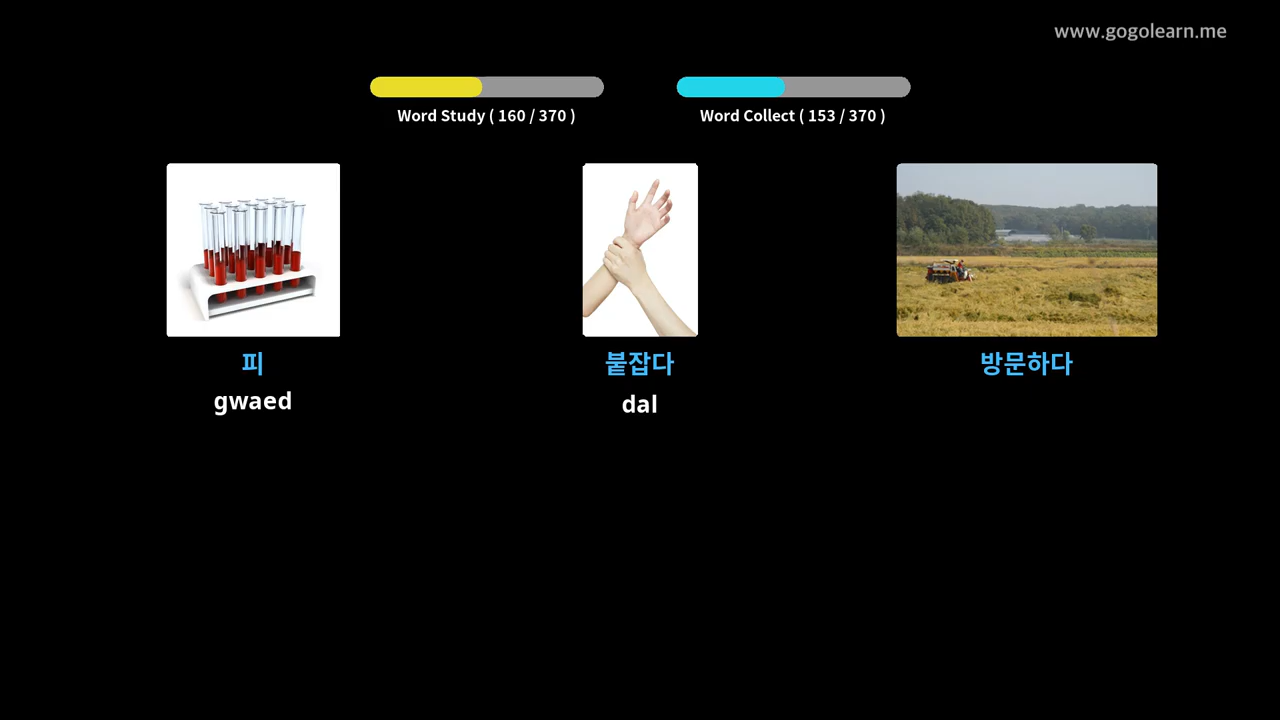 www.gogolearn.me
Word Study ( 160 / 370 )
Word Collect ( 153 / 370 )
피
gwaed
붙잡다
dal
방문하다